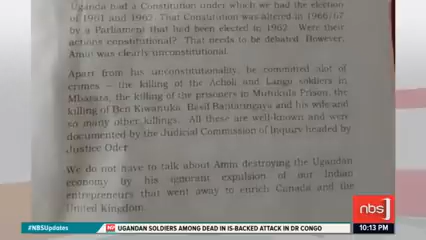 Uganda had a Constitution under which we had the election
of 1961 and 1962. That Constitution was altered in 1966/67
by a Parliament that had been elected in 1962. Were their
actions constitutional? That needs to be debated. However,
Amin was clearly unconstitutional.
Apart from his unconstitutionality, he committed alot of
crimes – the killing of the Acholi and Langi soldiers in
Mbarara, the killing of the prisoners in Mutukula Prison, the
killing of Ben Kiwanuka, Basil Bataringaya and his wife and
so many other killings. All these are well-known and were
documented by the Judicial Commission of Inquiry headed by
Justice Oder
We do not have to talk about Amin destroying the Ugandan
economy by his ignorant expulsion of our Indian
entrepreneurs that went away to enrich Canada and the
United Kingdom.
nbs
10:13 PM
#NBSUpdates
UGANDAN SOLDIERS AMONG DEAD IN IS-BACKED ATTACK IN DR CONGO